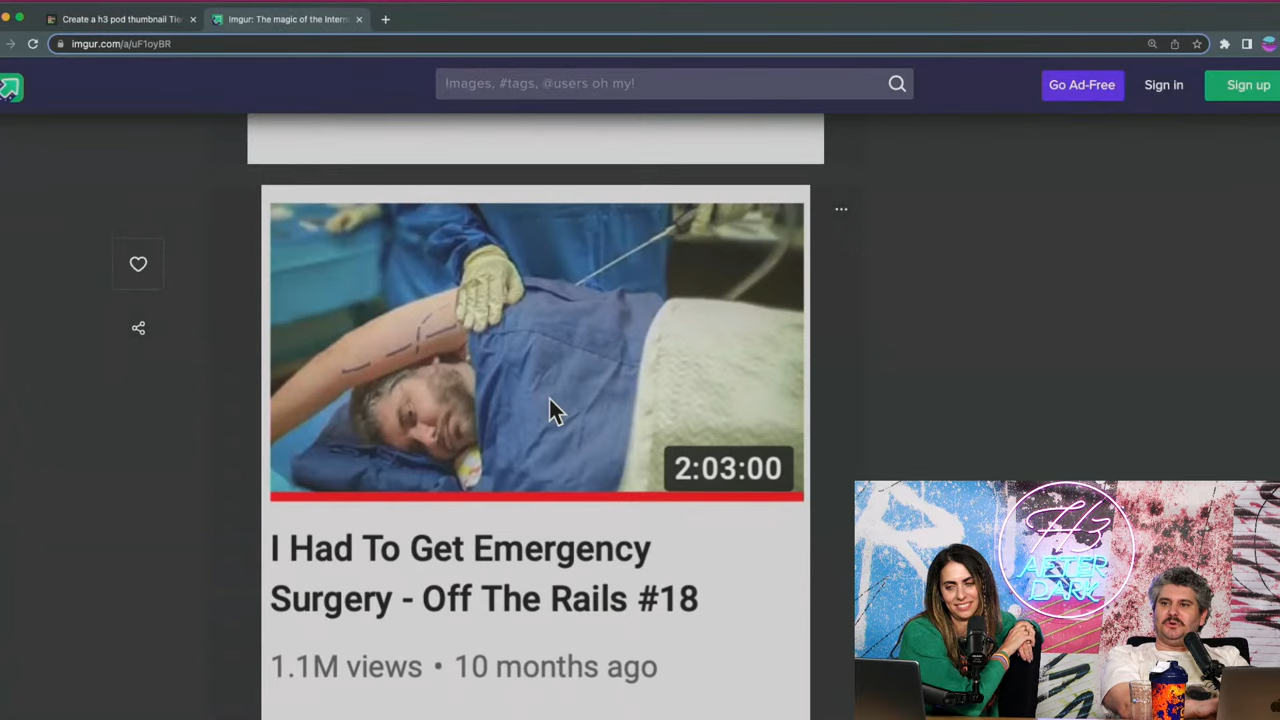 Create a h3 pod thumbnail Tie
Imgur: The magic of the Intern
imgur.com/a/uF1oyBR
Images, #tags, @users oh my!
Go Ad-Free
Sign in
Sign up
2:03:00
I Had To Get Emergency
Surgery - Off The Rails #18
1.1M views • 10 months ago
H3
AFTER
DARK